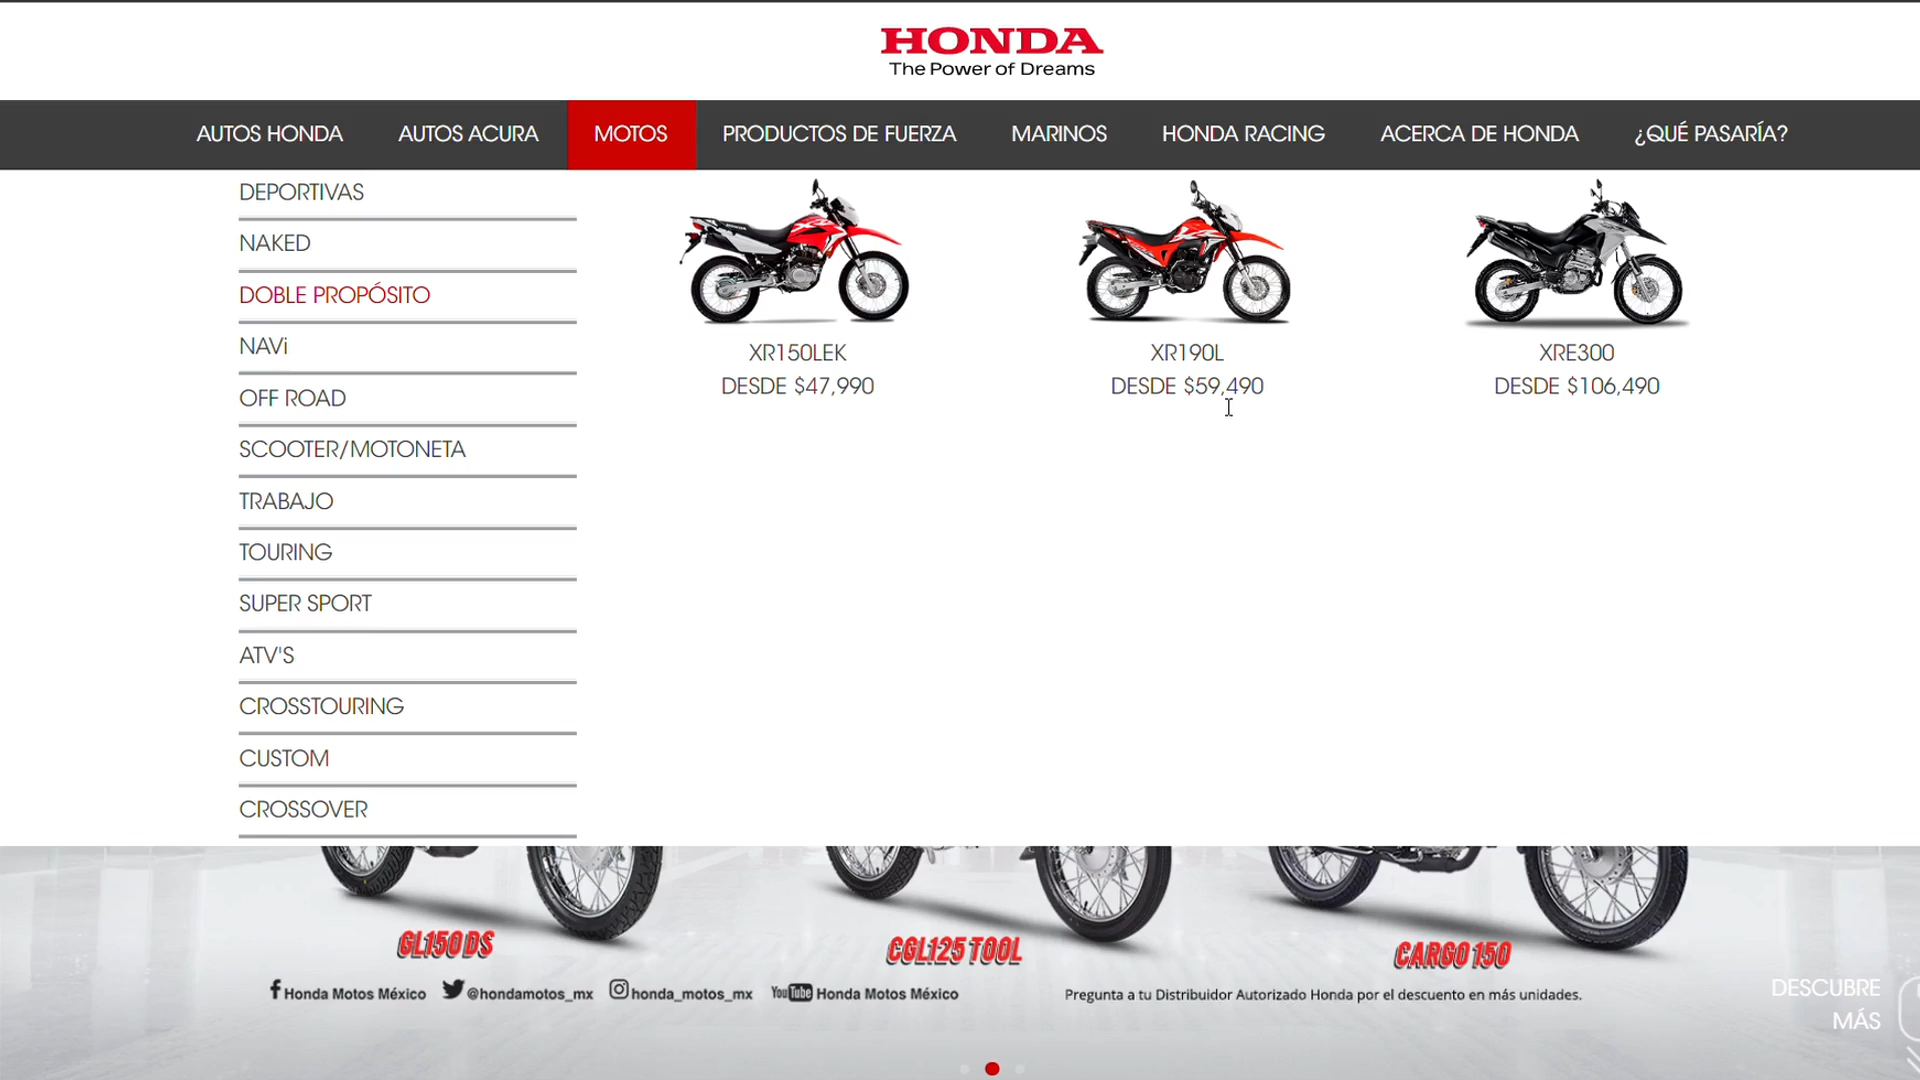 HONDA
The Power of Dreams
AUTOS HONDA
AUTOS ACURA
MOTOS
PRODUCTOS DE FUERZA
MARINOS
HONDA RACING
ACERCA DE HONDA
¿QUÉ PASARÍA?
DEPORTIVAS
NAKED
DOBLE PROPÓSITO
NAVi
OFF ROAD
SCOOTER/MOTONETA
TRABAJO
TOURING
SUPER SPORT
ATV'S
CROSSTOURING
CUSTOM
CROSSOVER
XR150LEK
DESDE $47,990
XR190L
DESDE $59,490
XRE300
DESDE $106,490
GL150 DS
CGL125 TOOL
CARGO 150
Honda Motos México
@hondamotos_mx
honda_motos_mx
YouTube Honda Motos México
Pregunta a tu Distribuidor Autorizado Honda por el descuento en más unidades.
DESCUBRE
MÁS